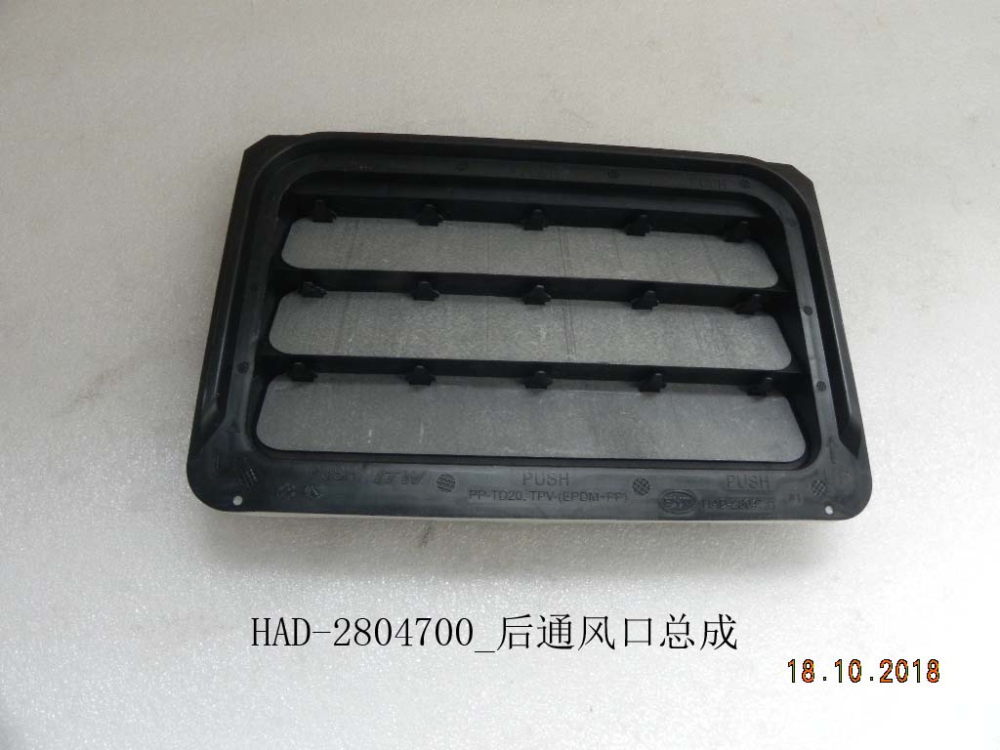 PUSH
PUSH PUSH PUSH
PP-TD20, TPV-(EPDM+PP)
BYD
HAD-2804700_后通风口总成
18.10.2018